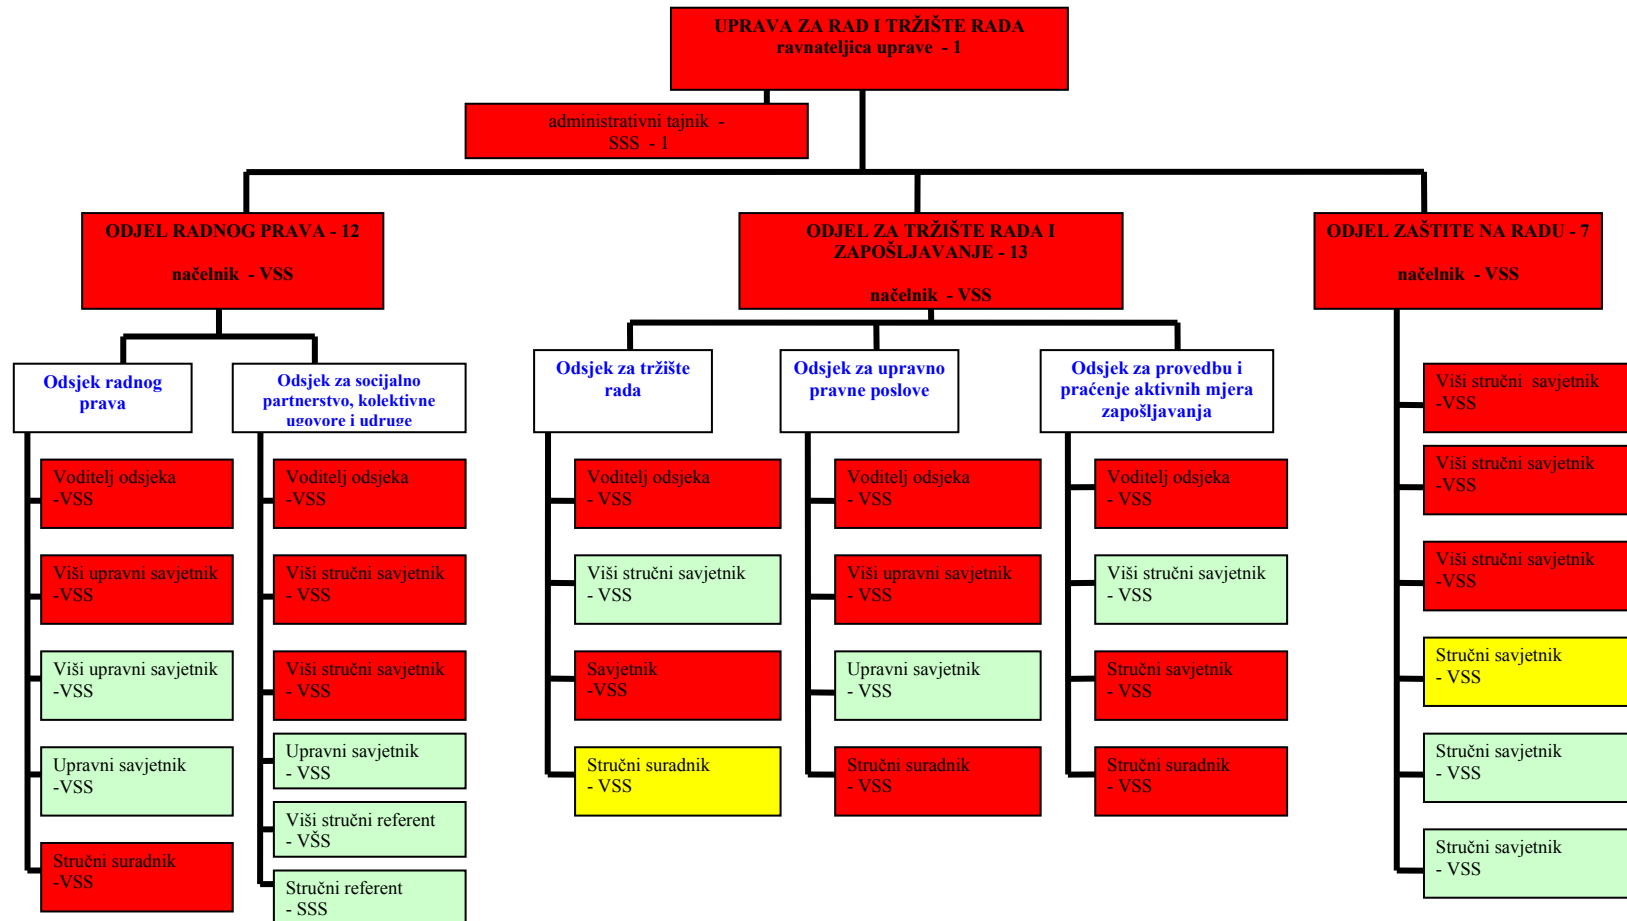 UPRAVA ZA RAD I TRŽIŠTE RADA
ravnateljica uprave - 1
administrativni tajnik -
SSS - 1
ODJEL RADNOG PRAVA - 12
načelnik - VSS
ODJEL ZA TRŽIŠTE RADA I
ZAPOŠLJAVANJE - 13
načelnik - VSS
ODJEL ZAŠTITE NA RADU - 7
načelnik - VSS
Odsjek radnog
prava
Voditelj odsjeka
-VSS
Viši upravni savjetnik
-VSS
Viši upravni savjetnik
-VSS
Upravni savjetnik
-VSS
Stručni suradnik
-VSS
Odsjek za socijalno
partnerstvo, kolektivne
ugovore i udruge
Voditelj odsjeka
-VSS
Viši stručni savjetnik
- VSS
Viši stručni savjetnik
- VSS
Upravni savjetnik
- VSS
Viši stručni referent
- VŠS
Stručni referent
- SSS
Odsjek za tržište
rada
Voditelj odsjeka
- VSS
Viši stručni savjetnik
- VSS
Savjetnik
-VSS
Stručni suradnik
- VSS
Odsjek za upravno
pravne poslove
Voditelj odsjeka
- VSS
Viši upravni savjetnik
- VSS
Upravni savjetnik
- VSS
Stručni suradnik
- VSS
Odsjek za provedbu i
praćenje aktivnih mjera
zapošljavanja
Voditelj odsjeka
- VSS
Viši stručni savjetnik
- VSS
Stručni savjetnik
- VSS
Stručni suradnik
- VSS
Viši stručni savjetnik
-VSS
Viši stručni savjetnik
-VSS
Viši stručni savjetnik
-VSS
Stručni savjetnik
- VSS
Stručni savjetnik
- VSS
Stručni savjetnik
- VSS